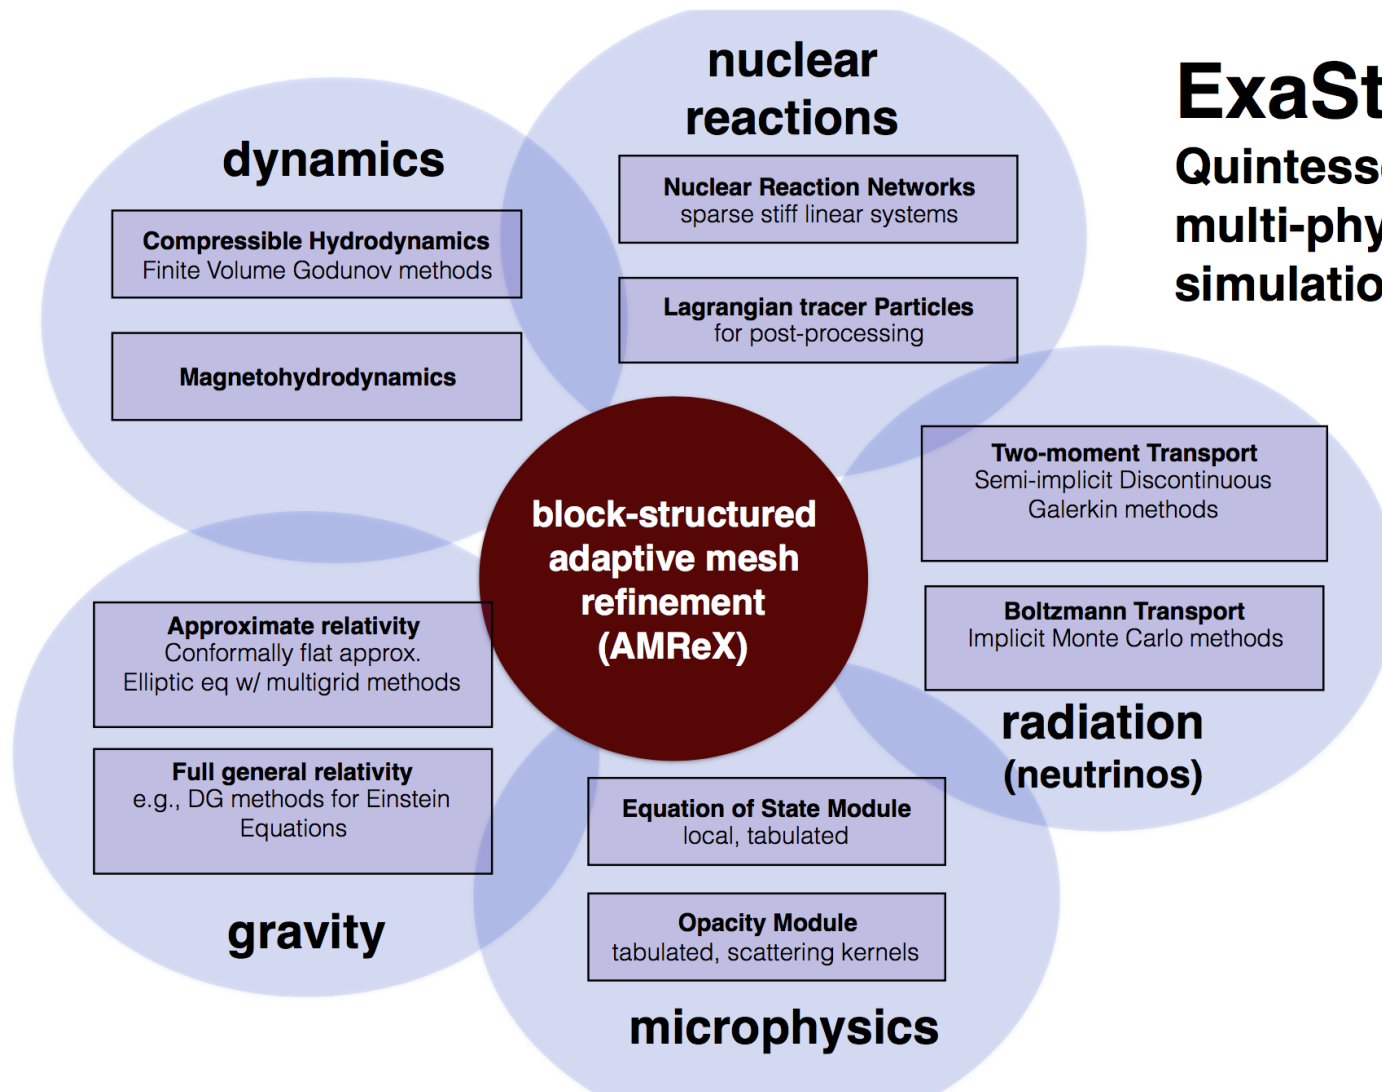 nuclear
reactions
Nuclear Reaction Networks
sparse stiff linear systems
Lagrangian tracer Particles
for post-processing
dynamics
Compressible Hydrodynamics
Finite Volume Godunov methods
Magnetohydrodynamics
ExaSt
Quintess
multi-phy
simulatio
block-structured
adaptive mesh
refinement
(AMReX)
Two-moment Transport
Semi-implicit Discontinuous
Galerkin methods
Boltzmann Transport
Implicit Monte Carlo methods
radiation
(neutrinos)
Approximate relativity
Conformally flat approx.
Elliptic eq w/ multigrid methods
Full general relativity
e.g., DG methods for Einstein
Equations
gravity
Equation of State Module
local, tabulated
Opacity Module
tabulated, scattering kernels
microphysics